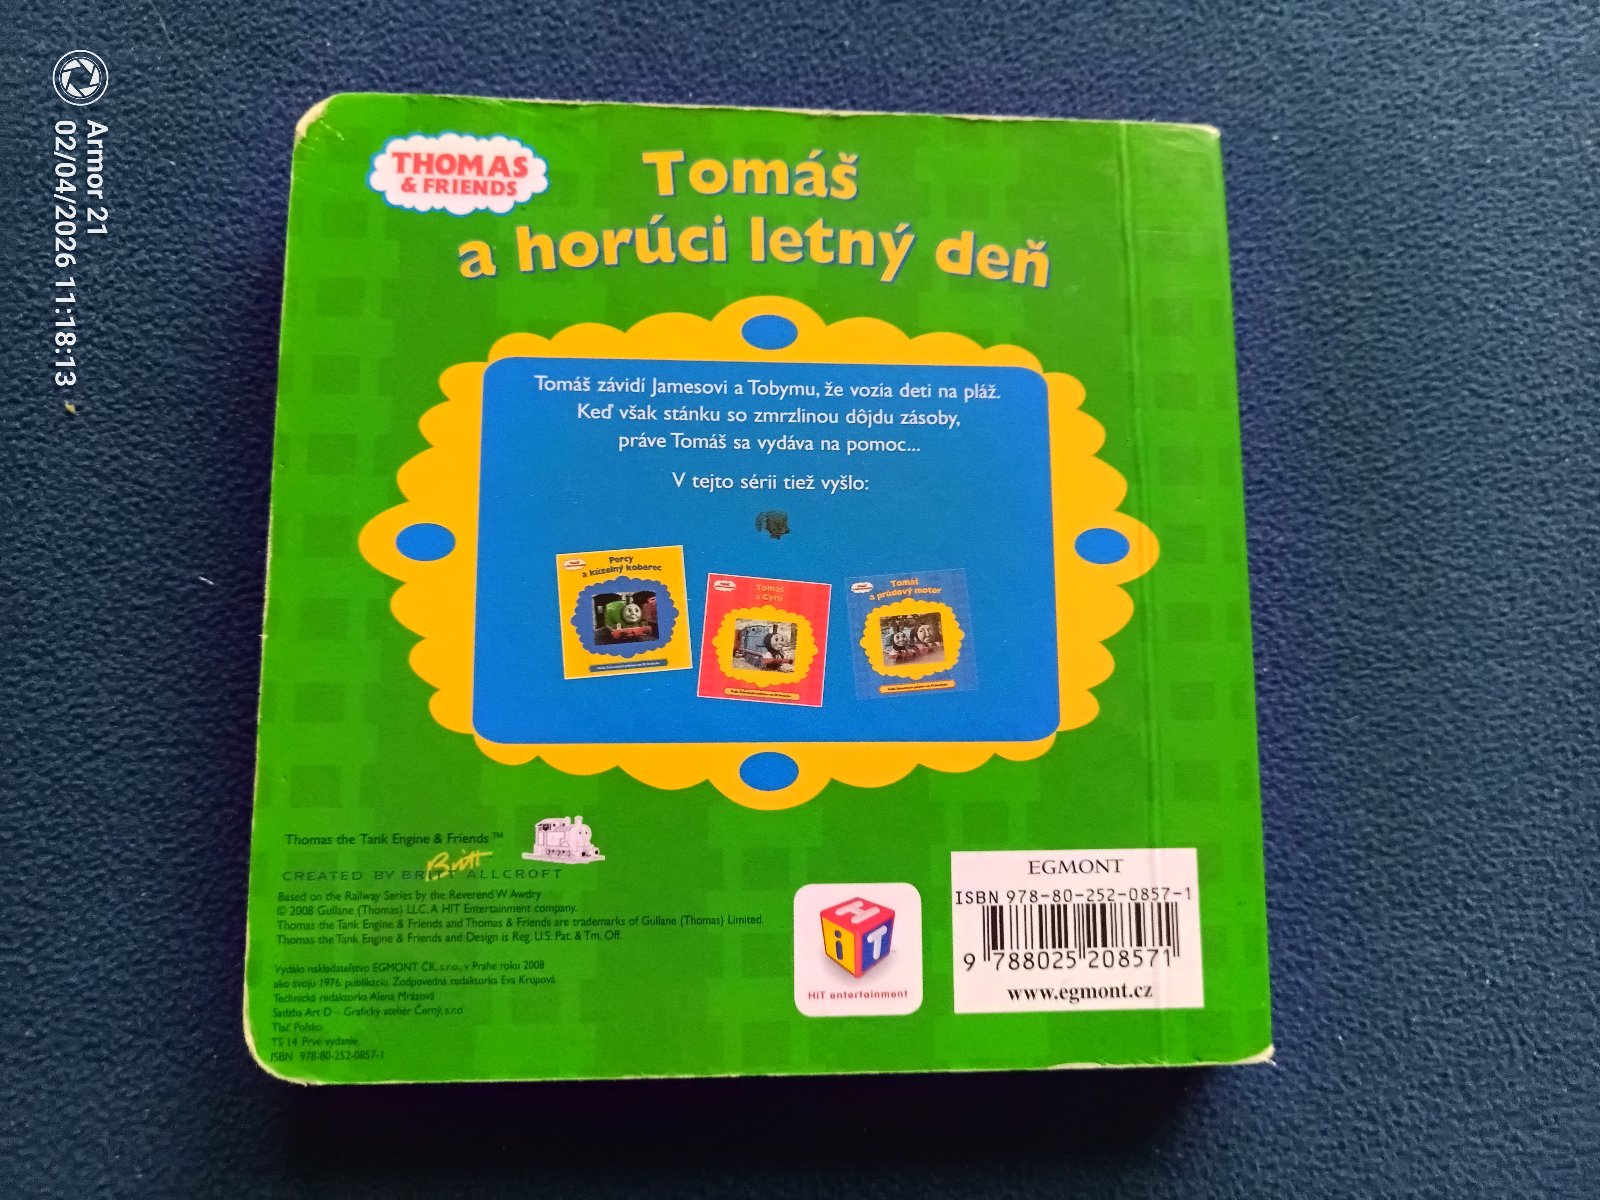 Armor 21
02/04/2026 11:18:13
THOMAS
& FRIENDS
Tomáš
a horúci letný deň
Tomáš závidí Jamesovi a Tobymu, že vozia deti na pláž.
Keď však stánku so zmrzlinou dôjdu zásoby,
práve Tomáš sa vydáva na pomoc...
V tejto sérii tiež vyšlo:
Percy
a kúzelný koberec
Tomáš
a Cyril
Tomáš
a prúdový motor
Thomas the Tank Engine & Friends™
Britt
CREATED BY BRITT ALLCROFT
Based on the Railway Series by the Reverend W Awdry
© 2008 Gullane (Thomas) LLC. A HIT Entertainment company.
Thomas the Tank Engine & Friends and Thomas & Friends are trademarks of Gullane (Thomas) Limited.
Thomas the Tank Engine & Friends and Design is Reg. U.S. Pat. & Tm. Off.
Vydalo nakladateľstvo EGMONT ČR, s.r.o., v Prahe roku 2008
ako svoju 1976. publikáciu. Zodpovedná redaktorka Eva Krupová
Technická redaktorka Alena Mrázová
Sadzba Art D – Grafický atelier Černý, s.r.o.
Tlač Poľsko
TS 14. Prvé vydanie.
ISBN 978-80-252-0857-1
HiT
HiT entertainment
EGMONT
ISBN 978-80-252-0857-1
9 788025 208571
www.egmont.cz